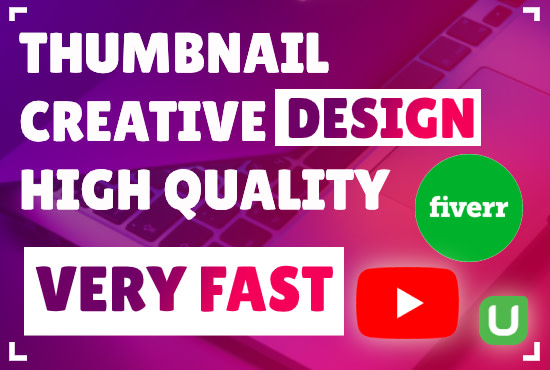 THUMBNAIL
CREATIVE DESIGN
HIGH QUALITY
fiverr
VERY FAST
U